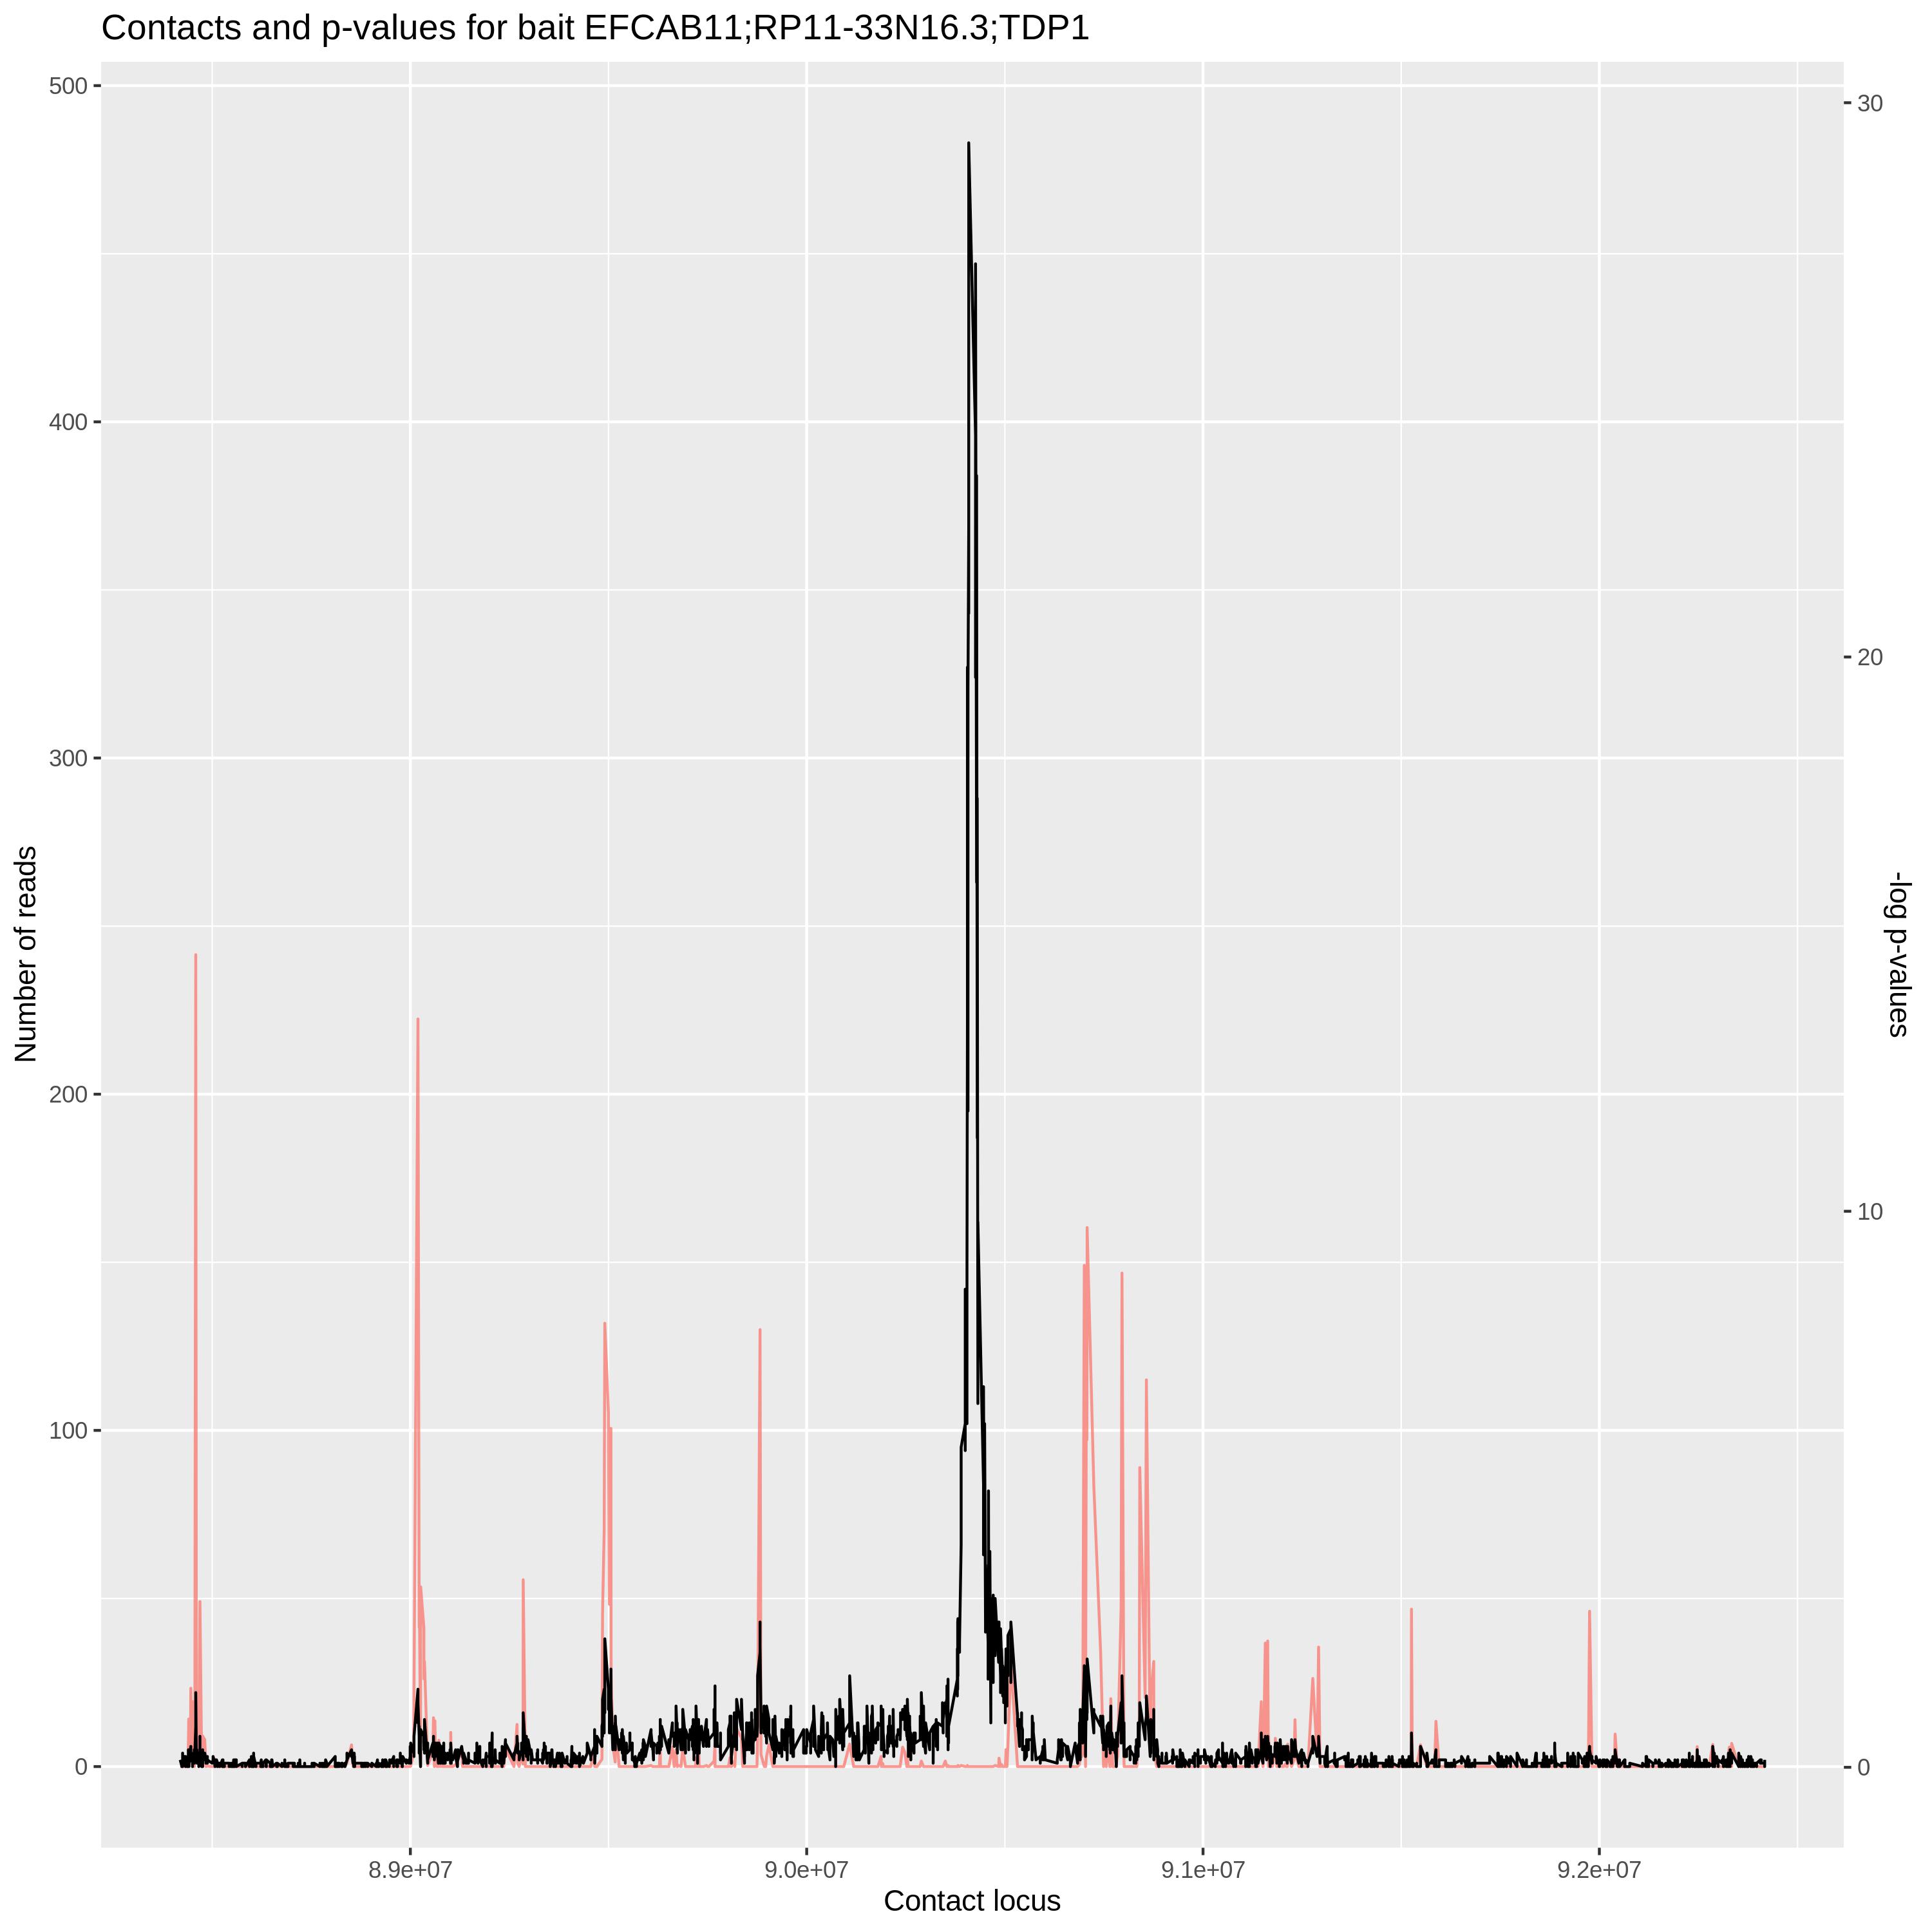 Contacts and p-values for bait EFCAB11;RP11-33N16.3;TDP1
500
400
300
200
100
0
Number of reads
30
20
10
0
-log p-values
8.9e+07
9.0e+07
9.1e+07
9.2e+07
Contact locus